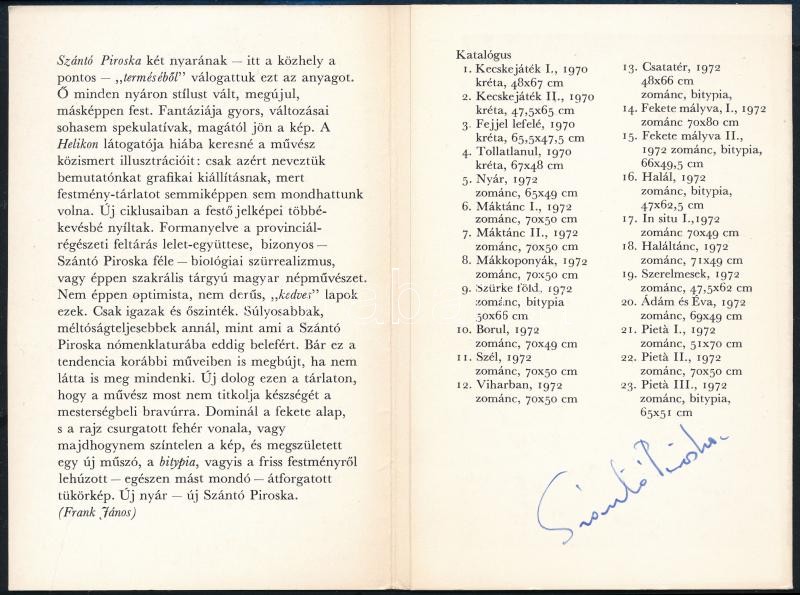 Szántó Piroska két nyarának — itt a közhely a
pontos — „terméséből” válogattuk ezt az anyagot.
Ő minden nyáron stílust vált, megújul,
másképpen fest. Fantáziája gyors, változásai
sohasem spekulatívak, magától jön a kép. A
Helikon látogatója hiába keresné a művész
közismert illusztrációit: csak azért neveztük
bemutatónkat grafikai kiállításnak, mert
festmény-tárlatot semmiképpen sem mondhattunk
volna. Új ciklusaiban a festő jelképei többé-
kevésbé nyíltak. Formanyelve a provinciál-
régészeti feltárás lelet-együttese, bizonyos —
Szántó Piroska féle — biológiai szürrealizmus,
vagy éppen szakrális tárgyú magyar népművészet.
Nem éppen optimista, nem derűs, „kedves” lapok
ezek. Csak igazak és őszinték. Súlyosabbak,
méltóságteljesebbek annál, mint ami a Szántó
Piroska nómenklaturába eddig belefért. Bár ez a
tendencia korábbi műveiben is megbújt, ha nem
látta is meg mindenki. Új dolog ezen a tárlaton,
hogy a művész most nem titkolja készségét a
mesterségbeli bravúrra. Dominál a fekete alap,
s a rajz csurgatott fehér vonala, vagy
majdhogynem színtelen a kép, és megszületett
egy új műszó, a bitypia, vagyis a friss festményről
lehúzott — egészen mást mondó — átforgatott
tükörkép. Új nyár — új Szántó Piroska.
(Frank János)
Katalógus
1. Kecskejáték I., 1970
kréta, 48x67 cm
2. Kecskejáték II., 1970
kréta, 47,5x65 cm
3. Fejjel lefelé, 1970
kréta, 65,5x47,5 cm
4. Tollatlanul, 1970
kréta, 67x48 cm
5. Nyár, 1972
zománc, 65x49 cm
6. Máktánc I., 1972
zománc, 70x50 cm
7. Máktánc II., 1972
zománc, 70x50 cm
8. Mákkoponyák, 1972
zománc, 70x50 cm
9. Szürke föld, 1972
zománc, bitypia
50x66 cm
10. Borul, 1972
zománc, 70x49 cm
11. Szél, 1972
zománc, 70x50 cm
12. Viharban, 1972
zománc, 70x50 cm
13. Csatatér, 1972
48x66 cm
zománc, bitypia,
14. Fekete mályva, I., 1972
zománc 70x80 cm
15. Fekete mályva II.,
1972 zománc, bitypia,
66x49,5 cm
16. Halál, 1972
zománc, bitypia,
47x62,5 cm
17. In situ I.,1972
zománc 70x49 cm
18. Haláltánc, 1972
zománc, 71x49 cm
19. Szerelmesek, 1972
zománc, 47,5x62 cm
20. Ádám és Éva, 1972
zománc, 69x49 cm
21. Pietà I., 1972
zománc, 51x70 cm
22. Pietà II., 1972
zománc, 70x50 cm
23. Pietà III., 1972
zománc, bitypia,
65x51 cm
Szántó Piroska